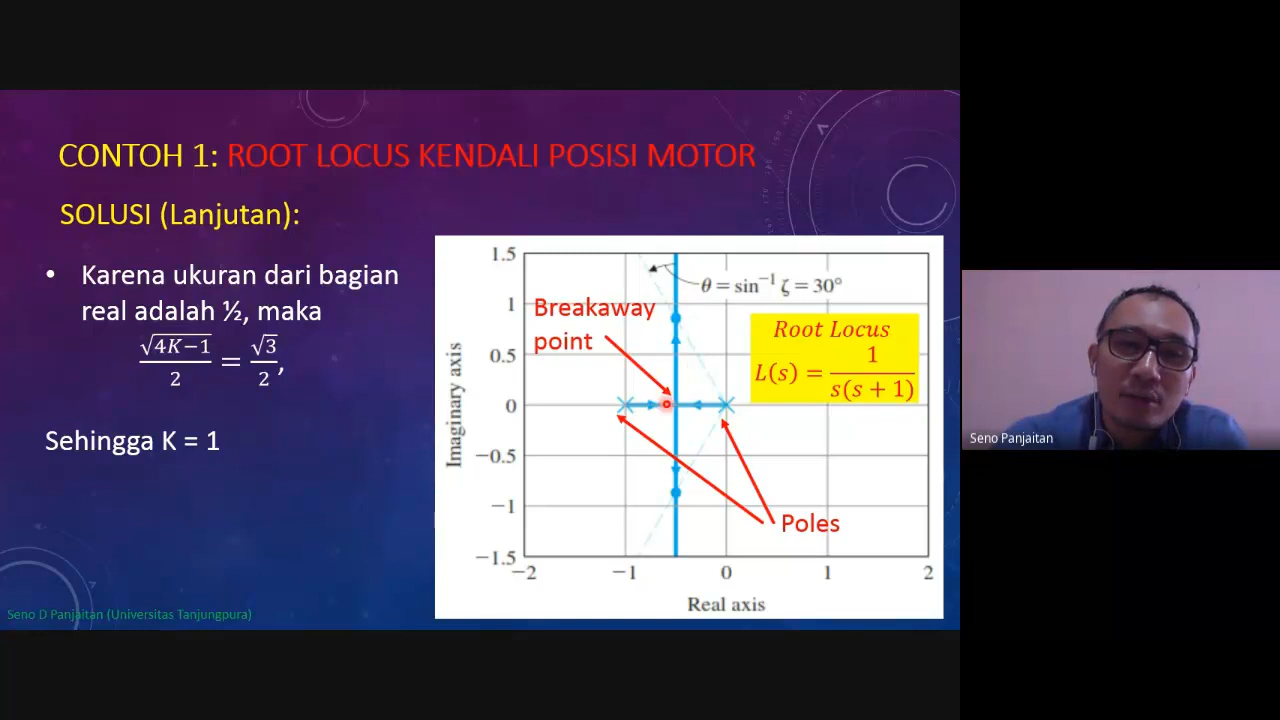 CONTOH 1: ROOT LOCUS KENDALI POSISI MOTOR
SOLUSI (Lanjutan):
• Karena ukuran dari bagian
real adalah ½, maka
√(4K−1)/2 = √3/2,
Sehingga K = 1
1.5
1
0.5
0
−0.5
−1
−1.5
−2
−1
0
1
2
Imaginary axis
Real axis
θ = sin⁻¹ ζ = 30°
Breakaway
point
Root Locus
L(s) = 1/(s(s + 1))
Poles
Seno D Panjaitan (Universitas Tanjungpura)
Seno Panjaitan